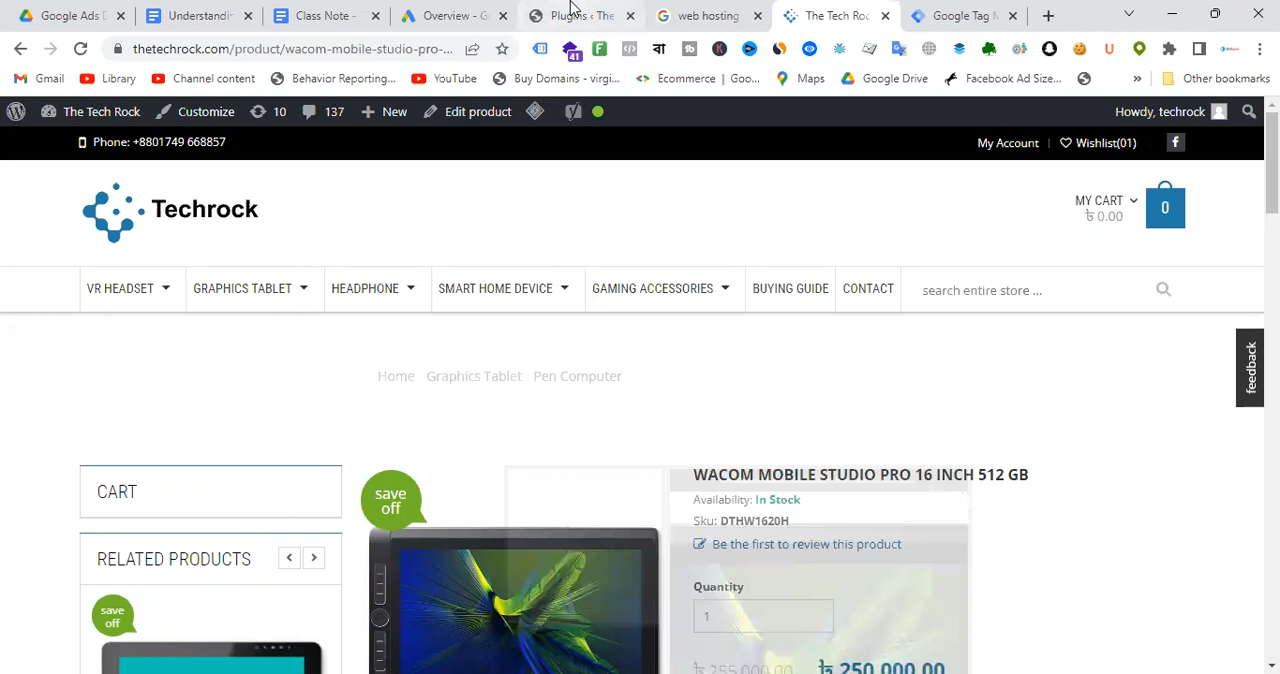 Google Ads D
Understandin
Class Note -
Overview - G
Plugins < The
web hosting
The Tech Roc
Google Tag M
thetechrock.com/product/wacom-mobile-studio-pro-...
41
Gmail
Library
Channel content
Behavior Reporting...
YouTube
Buy Domains - virgi...
Ecommerce | Goo...
Maps
Google Drive
Facebook Ad Size...
»
Other bookmarks
The Tech Rock
Customize
10
137
New
Edit product
Howdy, techrock
Phone: +8801749 668857
My Account
Wishlist(01)
Techrock
MY CART
৳ 0.00
0
VR HEADSET
GRAPHICS TABLET
HEADPHONE
SMART HOME DEVICE
GAMING ACCESSORIES
BUYING GUIDE
CONTACT
search entire store ...
feedback
Home
Graphics Tablet
Pen Computer
CART
save
off
WACOM MOBILE STUDIO PRO 16 INCH 512 GB
Availability: In Stock
Sku: DTHW1620H
Be the first to review this product
RELATED PRODUCTS
save
off
Quantity
1
৳ 255,000.00
৳ 250,000.00